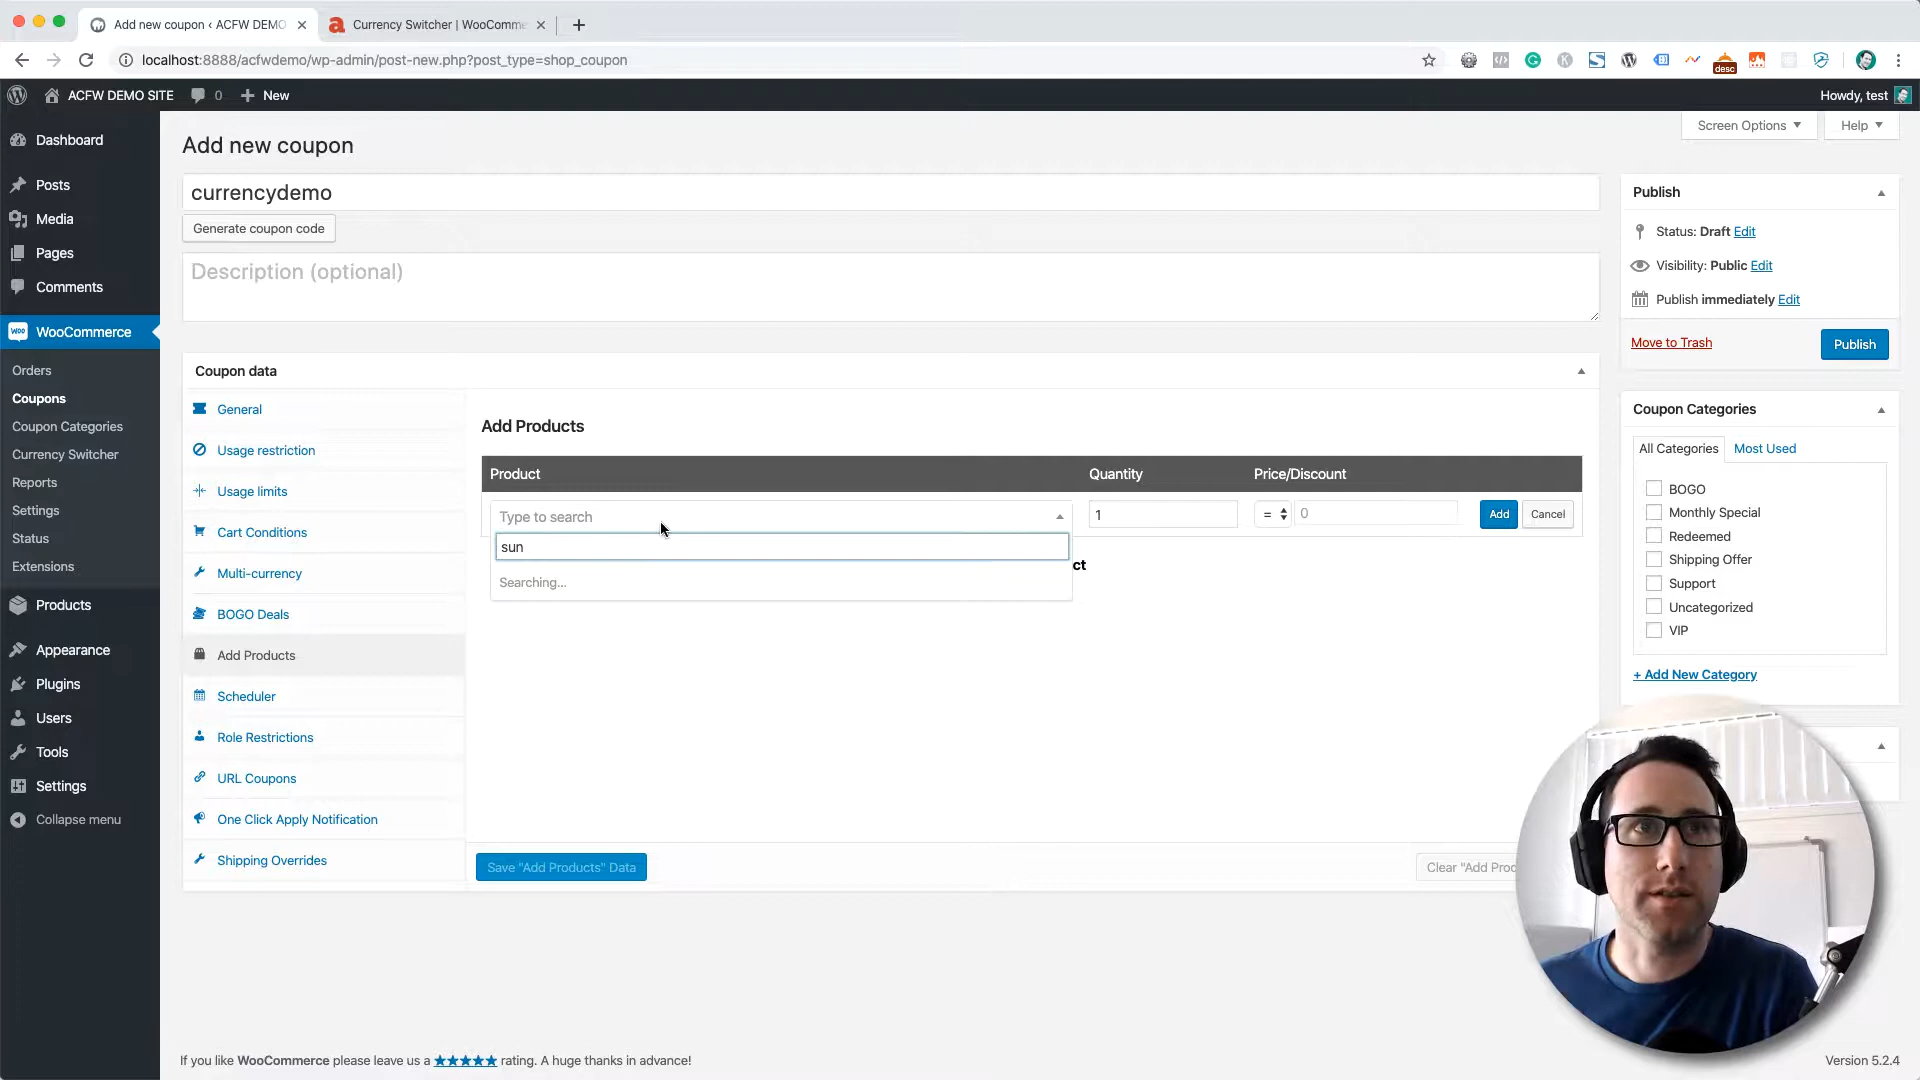 Add new coupon ‹ ACFW DEMO
Currency Switcher | WooComme
localhost:8888/acfwdemo/wp-admin/post-new.php?post_type=shop_coupon
desc
ACFW DEMO SITE
0
New
Howdy, test
Screen Options
Help
Dashboard
Posts
Media
Pages
Comments
WooCommerce
Orders
Coupons
Coupon Categories
Currency Switcher
Reports
Settings
Status
Extensions
Products
Appearance
Plugins
Users
Tools
Settings
Collapse menu
Add new coupon
currencydemo
Generate coupon code
Description (optional)
Coupon data
General
Usage restriction
Usage limits
Cart Conditions
Multi-currency
BOGO Deals
Add Products
Scheduler
Role Restrictions
URL Coupons
One Click Apply Notification
Shipping Overrides
Add Products
Product Quantity Price/Discount
Type to search
1
=
0
Add
Cancel
sun
ct
Searching...
Save "Add Products" Data
Clear "Add Proc
Publish
Status: Draft Edit
Visibility: Public Edit
Publish immediately Edit
Move to Trash
Publish
Coupon Categories
All Categories
Most Used
BOGO
Monthly Special
Redeemed
Shipping Offer
Support
Uncategorized
VIP
+ Add New Category
If you like WooCommerce please leave us a ★★★★★ rating. A huge thanks in advance!
Version 5.2.4